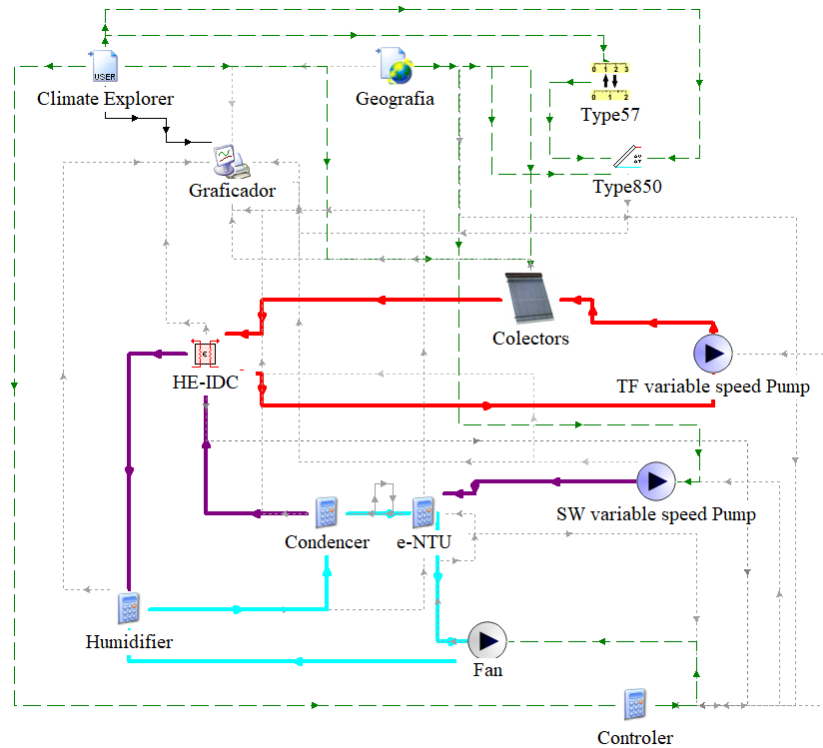 USER
Climate Explorer
Geografia
0 1 2 3
0 1 2
Type57
Graficador
Type850
Colectors
HE-IDC
TF variable speed Pump
SW variable speed Pump
Condencer
e-NTU
Humidifier
Fan
Controler